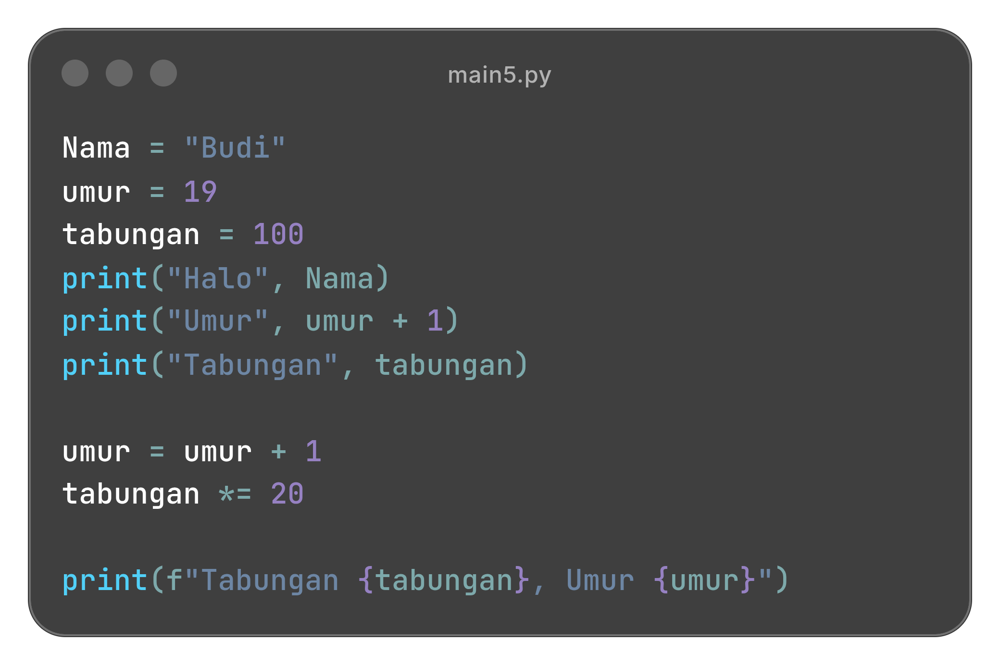 main5.py
Nama = "Budi"
umur = 19
tabungan = 100
print("Halo", Nama)
print("Umur", umur + 1)
print("Tabungan", tabungan)
umur = umur + 1
tabungan *= 20
print(f"Tabungan {tabungan}, Umur {umur}")